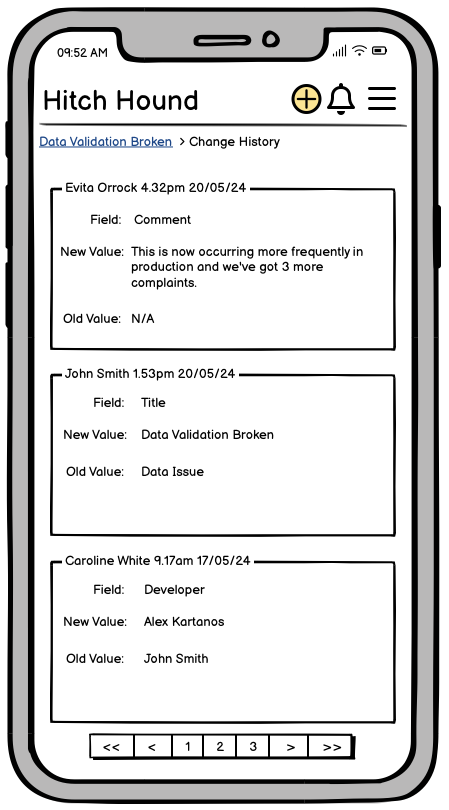 09:52 AM
Hitch Hound
Data Validation Broken > Change History
Evita Orrock 4.32pm 20/05/24
Field: Comment
New Value: This is now occurring more frequently in
production and we've got 3 more
complaints.
Old Value: N/A
John Smith 1.53pm 20/05/24
Field: Title
New Value: Data Validation Broken
Old Value: Data Issue
Caroline White 9.17am 17/05/24
Field: Developer
New Value: Alex Kartanos
Old Value: John Smith
<< < 1 2 3 > >>